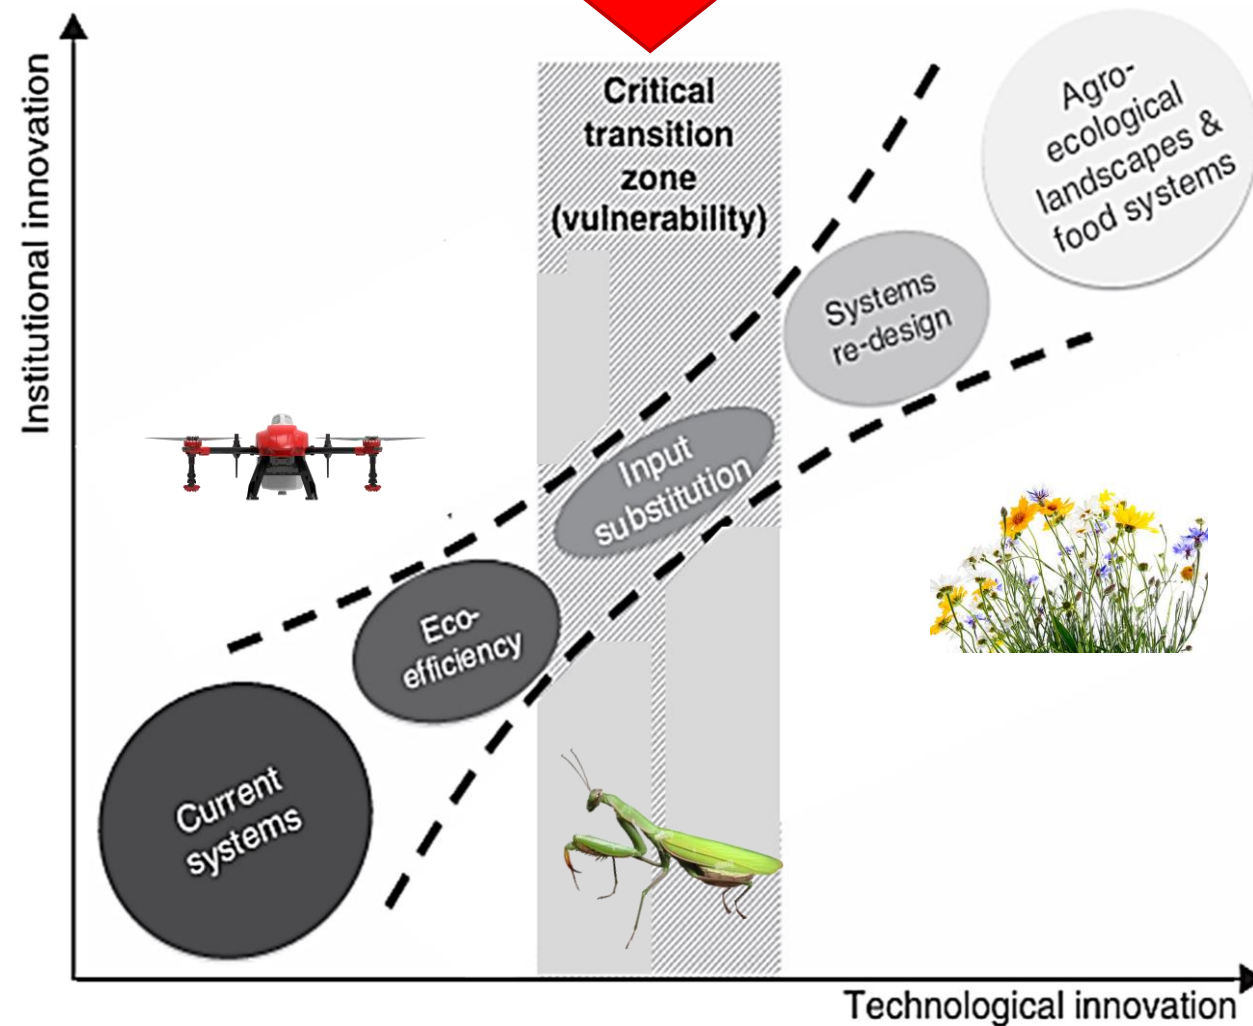 Institutional innovation
Critical
transition
zone
(vulnerability)
Agro-
ecological
landscapes &
food systems
Systems
re-design
Input
substitution
Eco-
efficiency
Current
systems
Technological innovation